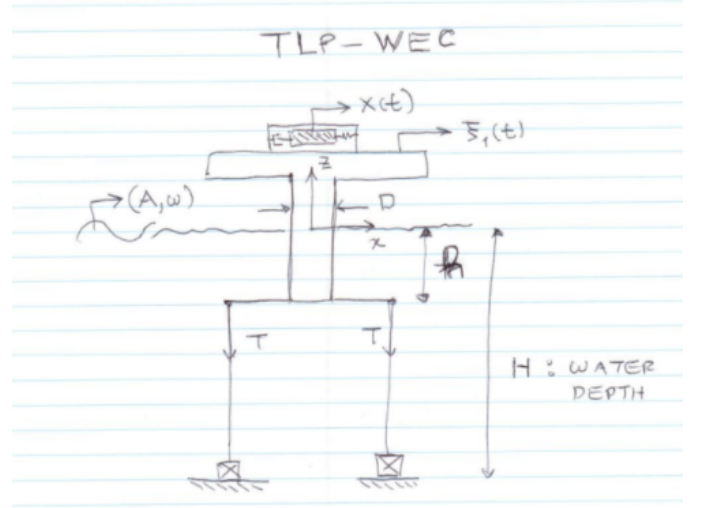 TLP-WEC
X(t)
ξ₁(t)
z
(A,ω)
D
x
T
T
H : WATER
DEPTH